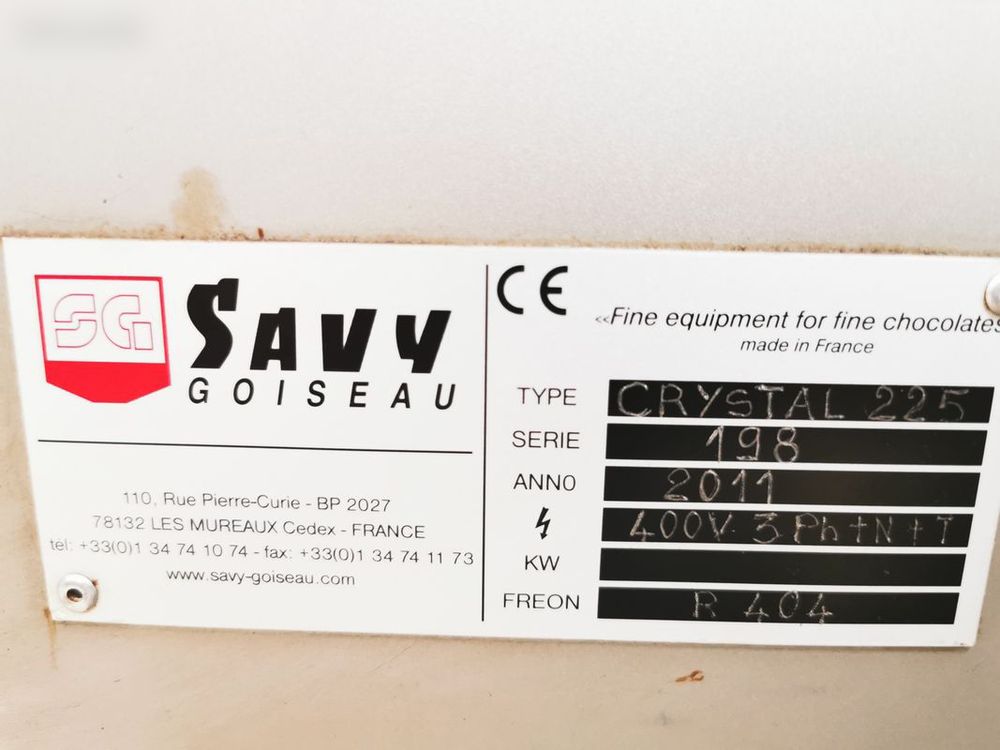 SG SAVY
GOISEAU
110, Rue Pierre-Curie - BP 2027
78132 LES MUREAUX Cedex - FRANCE
tél: +33(0)1 34 74 10 74 - fax: +33(0)1 34 74 11 73
www.savy-goiseau.com
CE
«Fine equipment for fine chocolates
made in France
TYPE CRYSTAL 225
SERIE 198
ANNO 2011
400V 3Ph+N+T
KW
FREON R 404